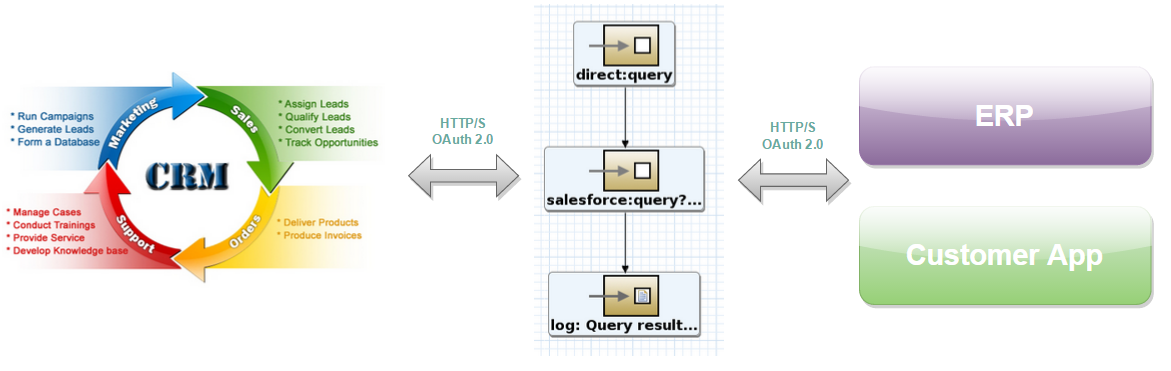 Marketing
* Run Campaigns
* Generate Leads
* Form a Database
Sales
* Assign Leads
* Qualify Leads
* Convert Leads
* Track Opportunities
CRM
* Manage Cases
* Conduct Trainings
* Provide Service
* Develop Knowledge base
Support
Orders
* Deliver Products
* Produce Invoices
HTTP/S
OAuth 2.0
direct:query
salesforce:query?...
log: Query result...
HTTP/S
OAuth 2.0
ERP
Customer App